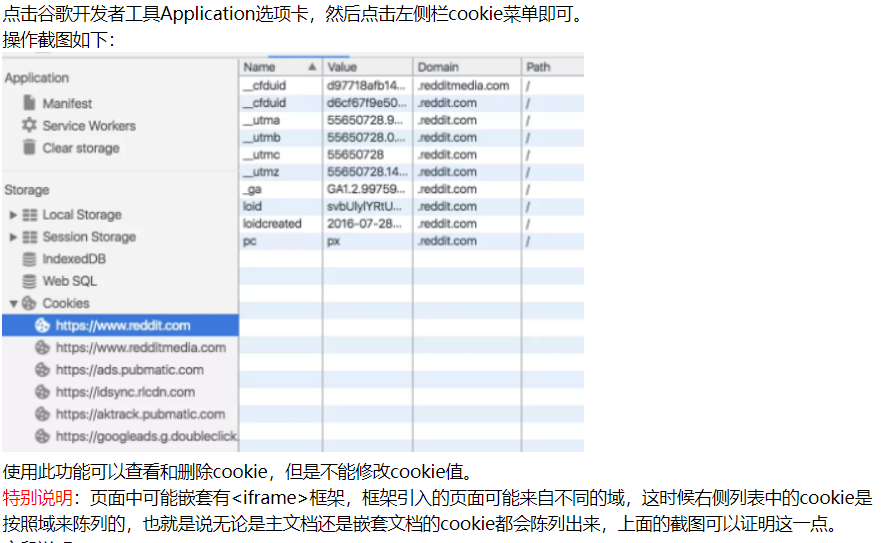 点击谷歌开发者工具Application选项卡，然后点击左侧栏cookie菜单即可。
操作截图如下：
Application
Manifest
Service Workers
Clear storage
Storage
Local Storage
Session Storage
IndexedDB
Web SQL
Cookies
https://www.reddit.com
https://www.redditmedia.com
https://ads.pubmatic.com
https://idsync.rlcdn.com
https://aktrack.pubmatic.com
https://googleads.g.doubleclick.
Name ▲ Value Domain Path
__cfduid d97718afb14... .redditmedia.com /
__cfduid d6cf67f9e50... .reddit.com /
__utma 55650728.9... .reddit.com /
__utmb 55650728.0.... .reddit.com /
__utmc 55650728 .reddit.com /
__utmz 55650728.14... .reddit.com /
_ga GA1.2.99759... .reddit.com /
loid svbUlylYRtU... .reddit.com /
loidcreated 2016-07-28... .reddit.com /
pc px .reddit.com /
使用此功能可以查看和删除cookie，但是不能修改cookie值。
特别说明：页面中可能嵌套有<iframe>框架，框架引入的页面可能来自不同的域，这时候右侧列表中的cookie是
按照域来陈列的，也就是说无论是主文档还是嵌套文档的cookie都会陈列出来，上面的截图可以证明这一点。